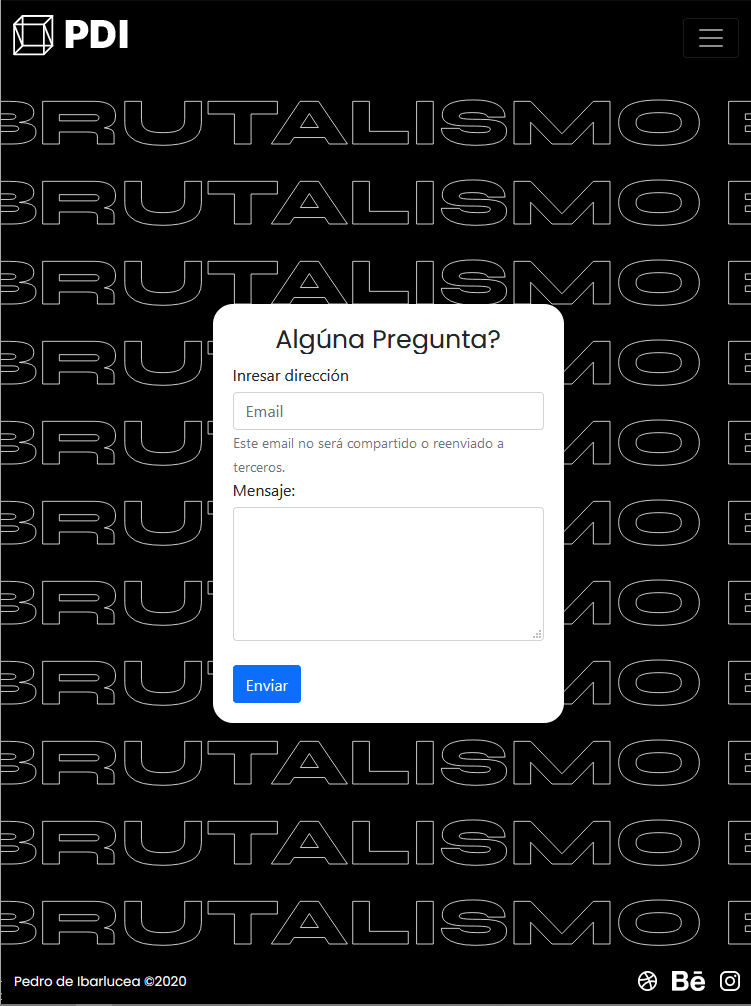 PDI
BRUTALISMO
BRUTALISMO
BRUTALISMO
BRUTALISMO
BRUTALISMO
BRUTALISMO
BRUTALISMO
BRUTALISMO
BRUTALISMO
BRUTALISMO
BRUTALISMO
Algúna Pregunta?
Inresar dirección
Email
Este email no será compartido o reenviado a
terceros.
Mensaje:
Enviar
Pedro de Ibarlucea ©2020
Bē